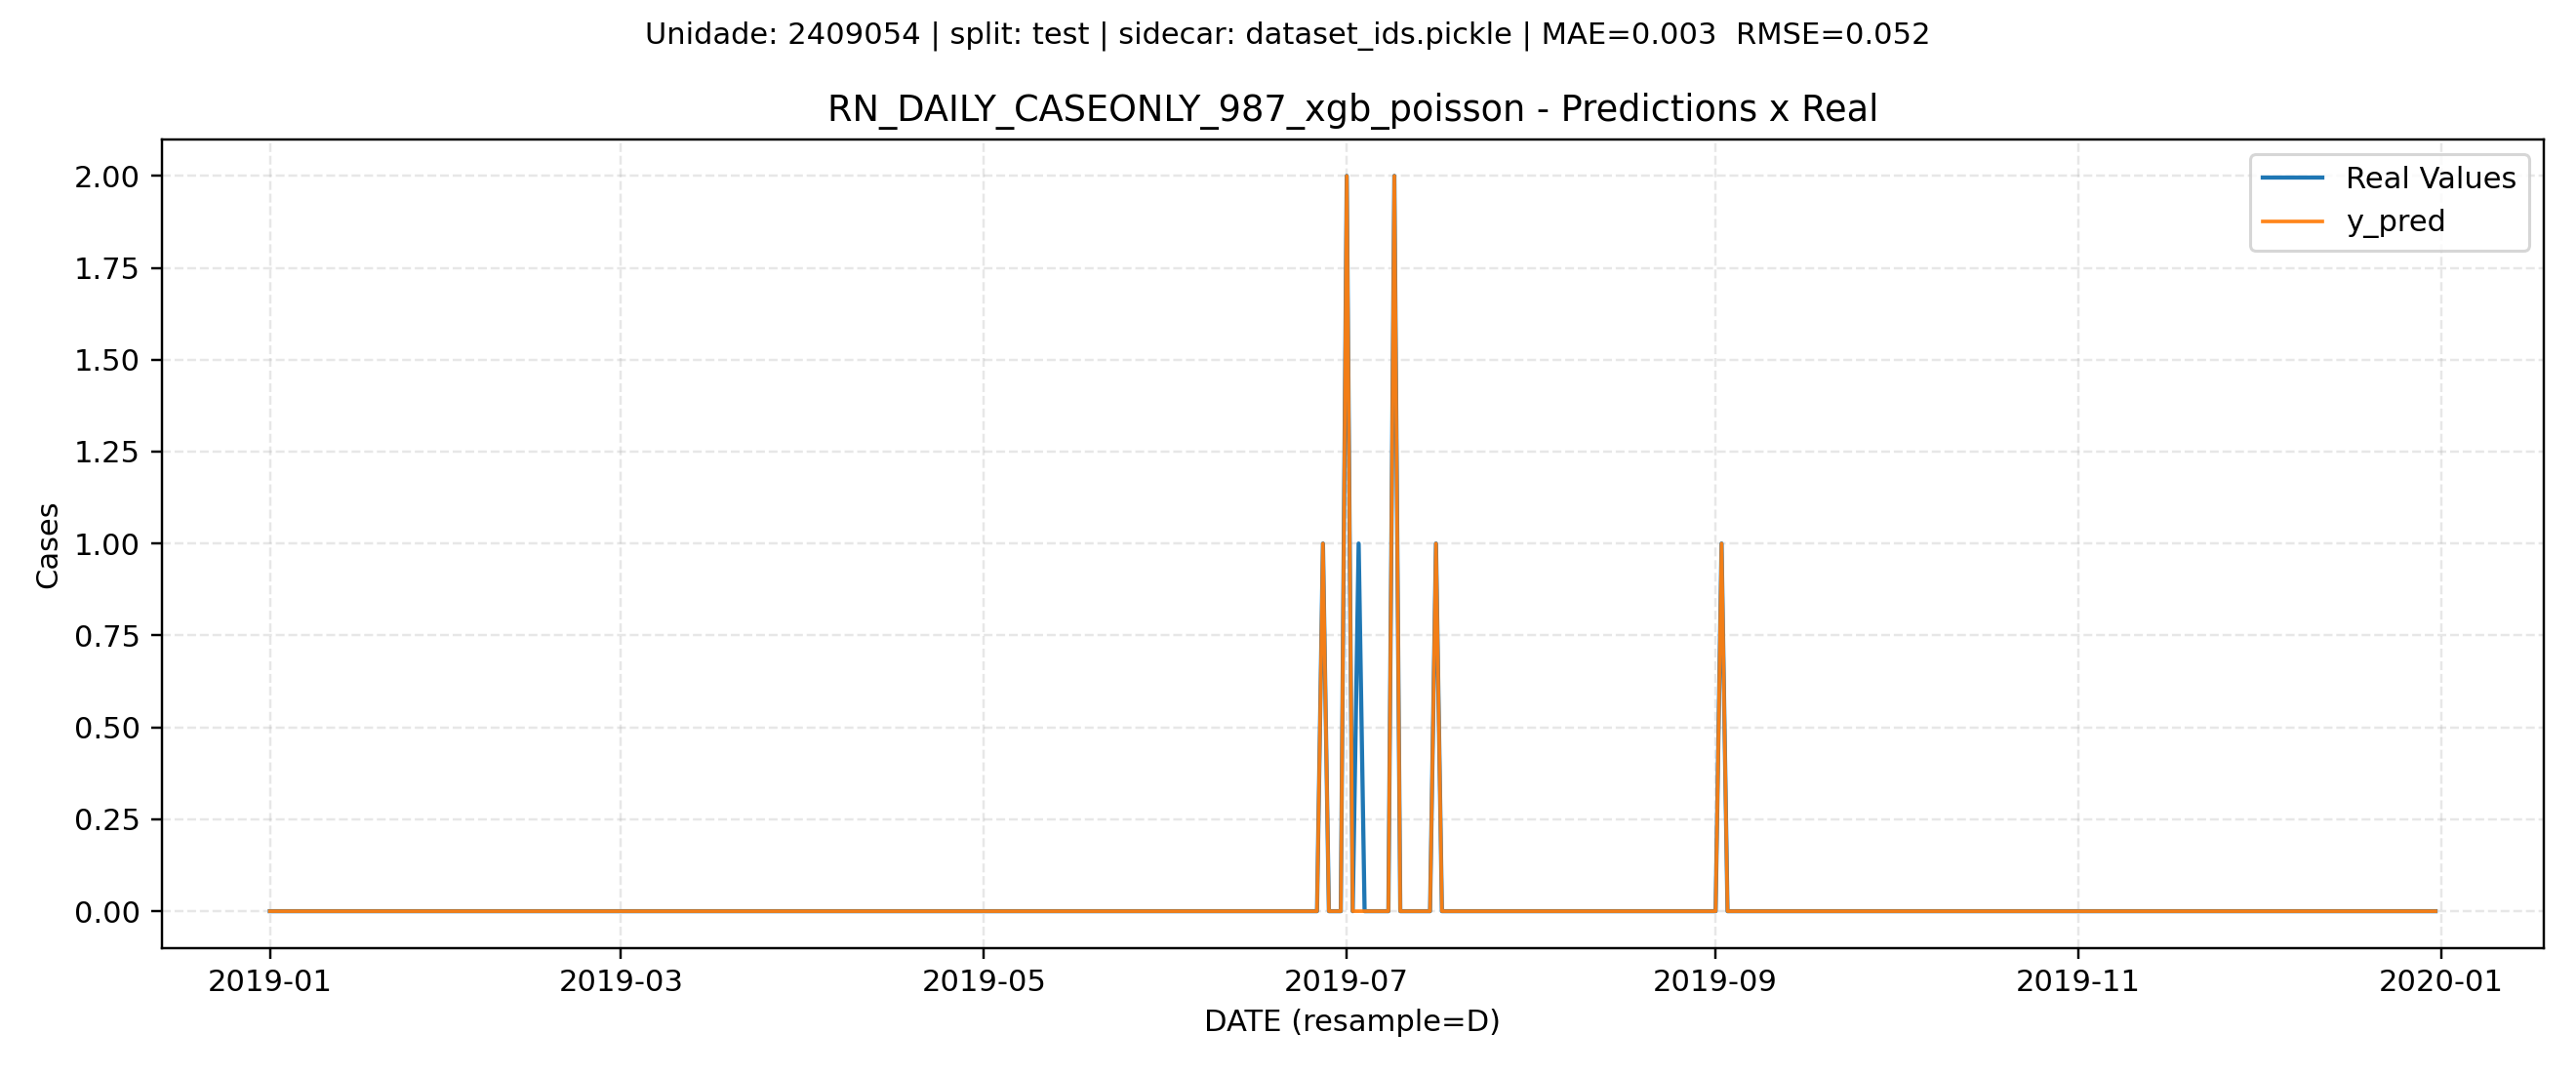 Unidade: 2409054 | split: test | sidecar: dataset_ids.pickle | MAE=0.003  RMSE=0.052
RN_DAILY_CASEONLY_987_xgb_poisson - Predictions x Real
Real Values
y_pred
2.00
1.75
1.50
1.25
1.00
0.75
0.50
0.25
0.00
Cases
2019-01 2019-03 2019-05 2019-07 2019-09 2019-11 2020-01
DATE (resample=D)